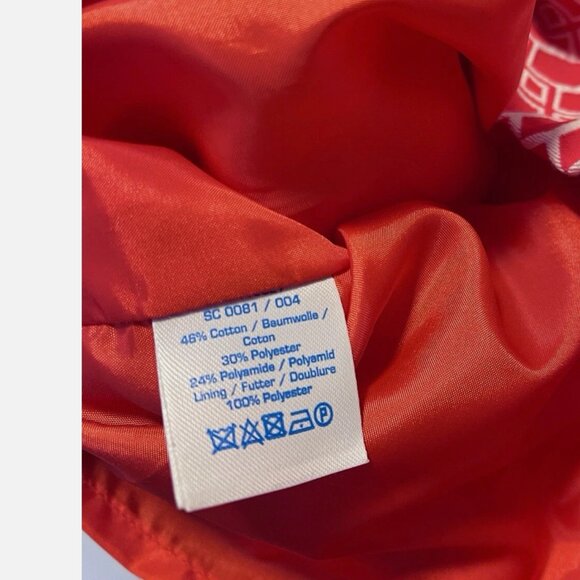 SC 0081 / 004
46% Cotton / Baumwolle /
Coton
30% Polyester
24% Polyamide / Polyamid
Lining / Futter / Doublure
100% Polyester
P